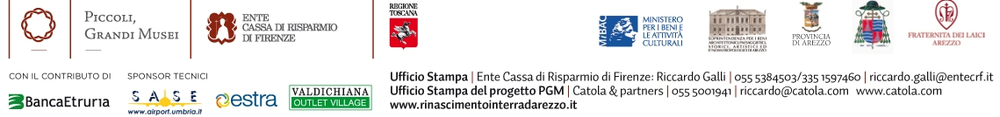 PICCOLI,
GRANDI MUSEI
ENTE
CASSA DI RISPARMIO
DI FIRENZE
REGIONE
TOSCANA
MiBAC
MINISTERO
PER I BENI E
LE ATTIVITÀ
CULTURALI
SOPRINTENDENZA PER I BENI
ARCHITETTONICI, PAESAGGISTICI,
STORICI, ARTISTICI ED
ETNOANTROPOLOGICI DI AREZZO
PROVINCIA
DI AREZZO
FRATERNITA DEI LAICI
AREZZO
CON IL CONTRIBUTO DI
SPONSOR TECNICI
BancaEtruria
SASE
www.airport.umbria.it
estra
VALDICHIANA
OUTLET VILLAGE
Ufficio Stampa | Ente Cassa di Risparmio di Firenze: Riccardo Galli | 055 5384503/335 1597460 | riccardo.galli@entecrf.it
Ufficio Stampa del progetto PGM | Catola & partners | 055 5001941 | riccardo@catola.com www.catola.com
www.rinascimentointerradarezzo.it